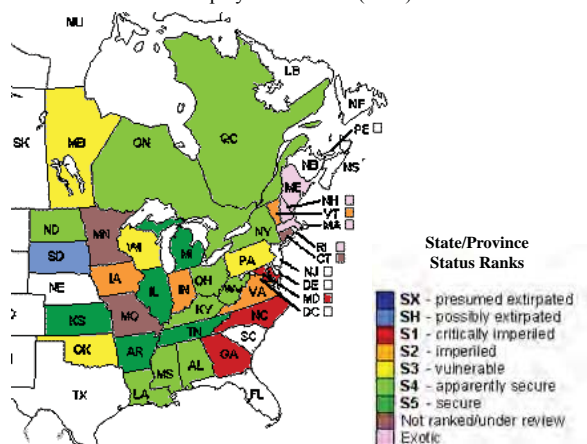 NU
LB
NF
SK
MB
ON
QC
PE
NB
NS
ME
NH
VT
MA
ND
MN
WI
MI
NY
RI
CT
SD
IA
PA
NJ
DE
MD
DC
NE
IL
IN
OH
WV
VA
KS
MO
KY
NC
TN
OK
AR
SC
MS
AL
GA
TX
LA
FL
State/Province
Status Ranks
SX - presumed extirpated
SH - possibly extirpated
S1 - critically imperiled
S2 - imperiled
S3 - vulnerable
S4 - apparently secure
S5 - secure
Not ranked/under review
Exotic